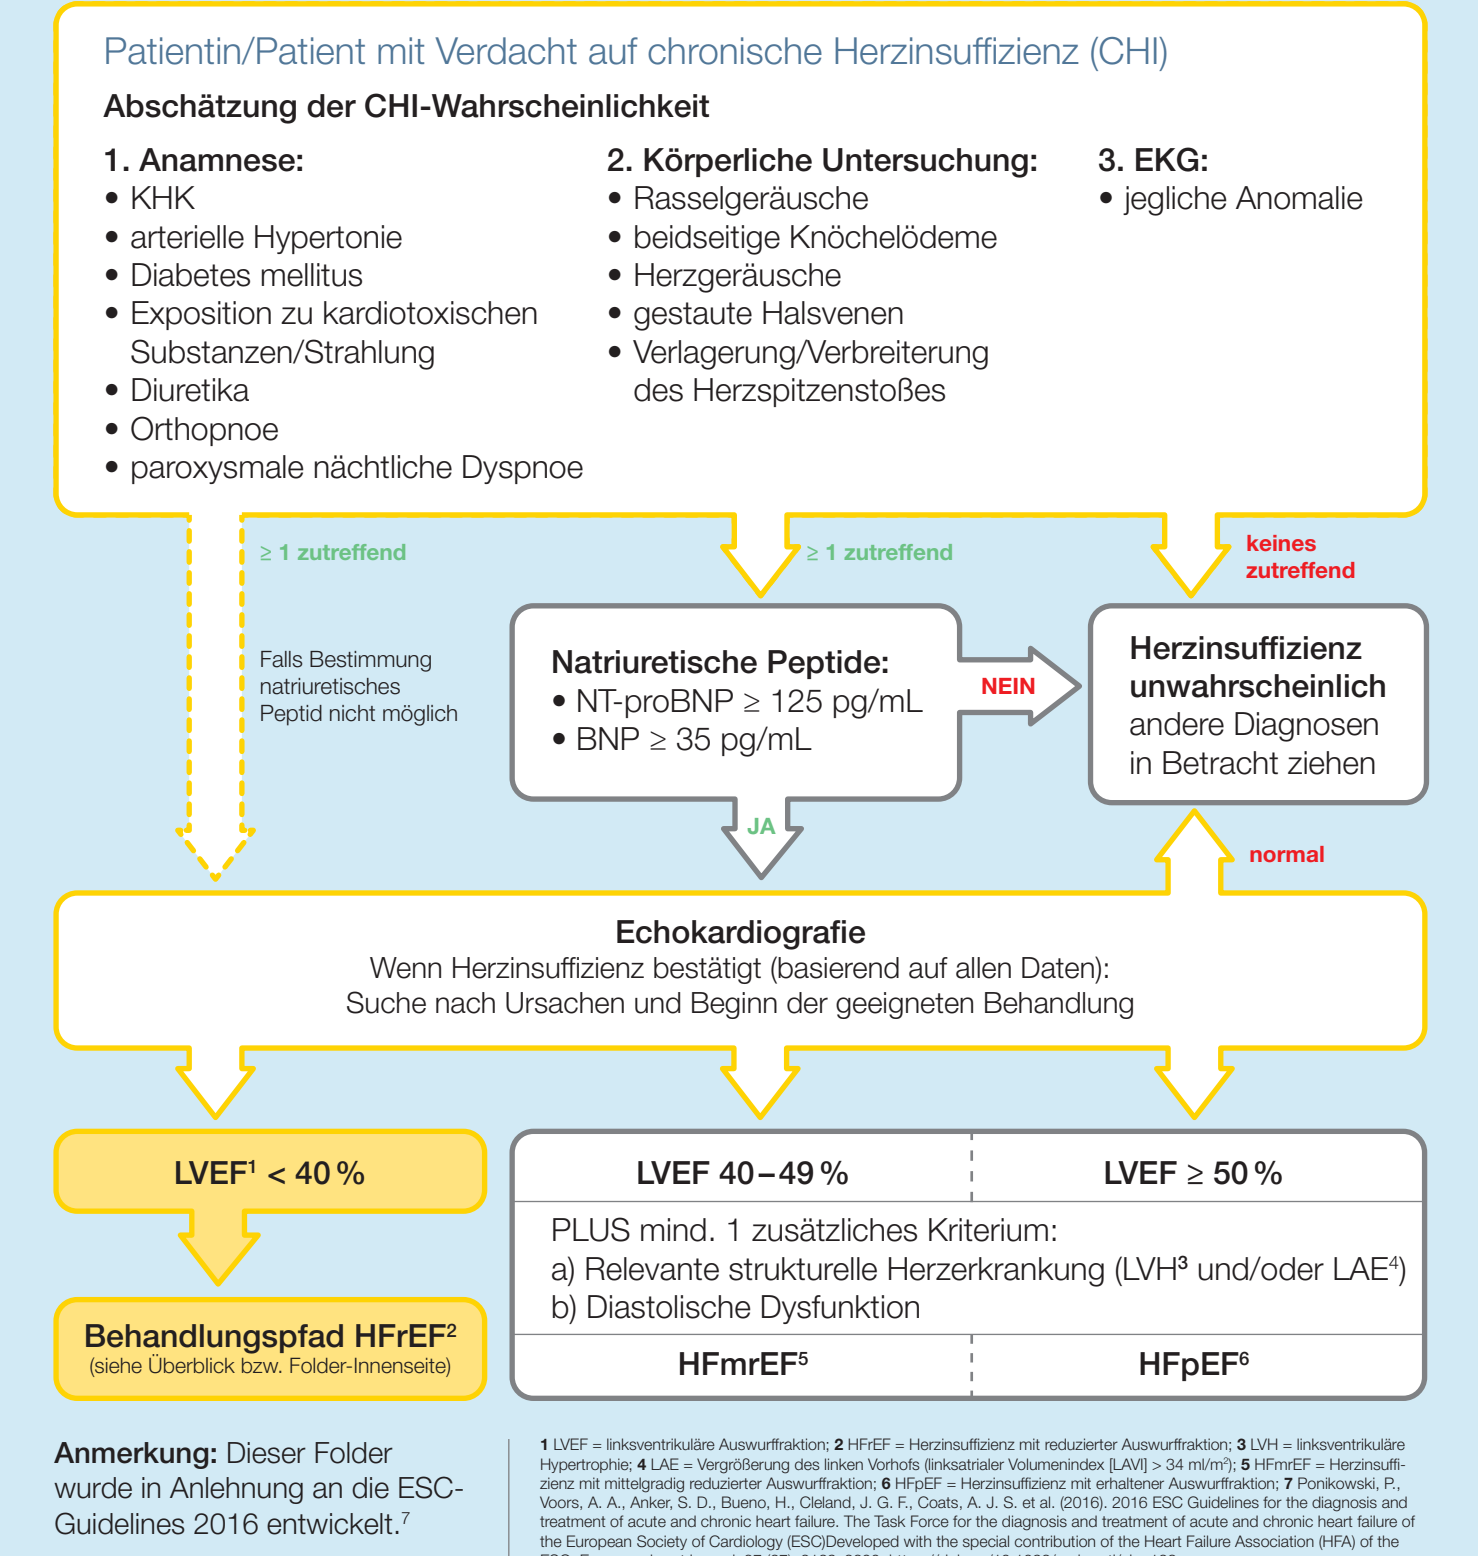 Patientin/Patient mit Verdacht auf chronische Herzinsuffizienz (CHI)
Abschätzung der CHI-Wahrscheinlichkeit
1. Anamnese:
• KHK
• arterielle Hypertonie
• Diabetes mellitus
• Exposition zu kardiotoxischen
Substanzen/Strahlung
• Diuretika
• Orthopnoe
• paroxysmale nächtliche Dyspnoe
2. Körperliche Untersuchung:
• Rasselgeräusche
• beidseitige Knöchelödeme
• Herzgeräusche
• gestaute Halsvenen
• Verlagerung/Verbreiterung
des Herzspitzenstoßes
3. EKG:
• jegliche Anomalie
≥ 1 zutreffend
≥ 1 zutreffend
keines
zutreffend
Falls Bestimmung
natriuretisches
Peptid nicht möglich
Natriuretische Peptide:
• NT-proBNP ≥ 125 pg/mL
• BNP ≥ 35 pg/mL
NEIN
Herzinsuffizienz
unwahrscheinlich
andere Diagnosen
in Betracht ziehen
JA
normal
Echokardiografie
Wenn Herzinsuffizienz bestätigt (basierend auf allen Daten):
Suche nach Ursachen und Beginn der geeigneten Behandlung
LVEF¹ < 40 %
Behandlungspfad HFrEF²
(siehe Überblick bzw. Folder-Innenseite)
LVEF 40–49 %
LVEF ≥ 50 %
PLUS mind. 1 zusätzliches Kriterium:
a) Relevante strukturelle Herzerkrankung (LVH³ und/oder LAE⁴)
b) Diastolische Dysfunktion
HFmrEF⁵
HFpEF⁶
Anmerkung: Dieser Folder
wurde in Anlehnung an die ESC-
Guidelines 2016 entwickelt.⁷
1 LVEF = linksventrikuläre Auswurffraktion; 2 HFrEF = Herzinsuffizienz mit reduzierter Auswurffraktion; 3 LVH = linksventrikuläre
Hypertrophie; 4 LAE = Vergrößerung des linken Vorhofs (linksatrialer Volumenindex [LAVI] > 34 ml/m²); 5 HFmrEF = Herzinsuffi-
zienz mit mittelgradig reduzierter Auswurffraktion; 6 HFpEF = Herzinsuffizienz mit erhaltener Auswurffraktion; 7 Ponikowski, P.,
Voors, A. A., Anker, S. D., Bueno, H., Cleland, J. G. F., Coats, A. J. S. et al. (2016). 2016 ESC Guidelines for the diagnosis and
treatment of acute and chronic heart failure. The Task Force for the diagnosis and treatment of acute and chronic heart failure of
the European Society of Cardiology (ESC)Developed with the special contribution of the Heart Failure Association (HFA) of the